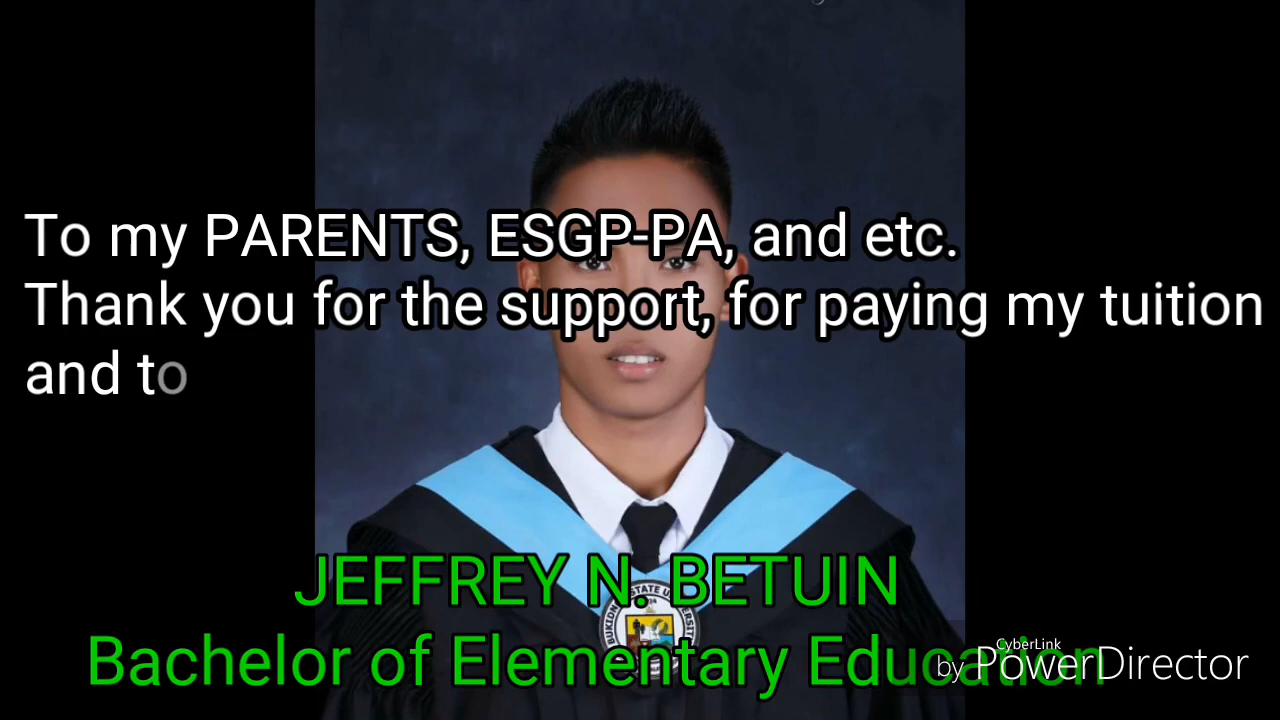 To my PARENTS, ESGP-PA, and etc.
Thank you for the support, for paying my tuition
and to
JEFFREY N. BETUIN
STATE
Bachelor of Elementary Education
CyberLink
by PowerDirector